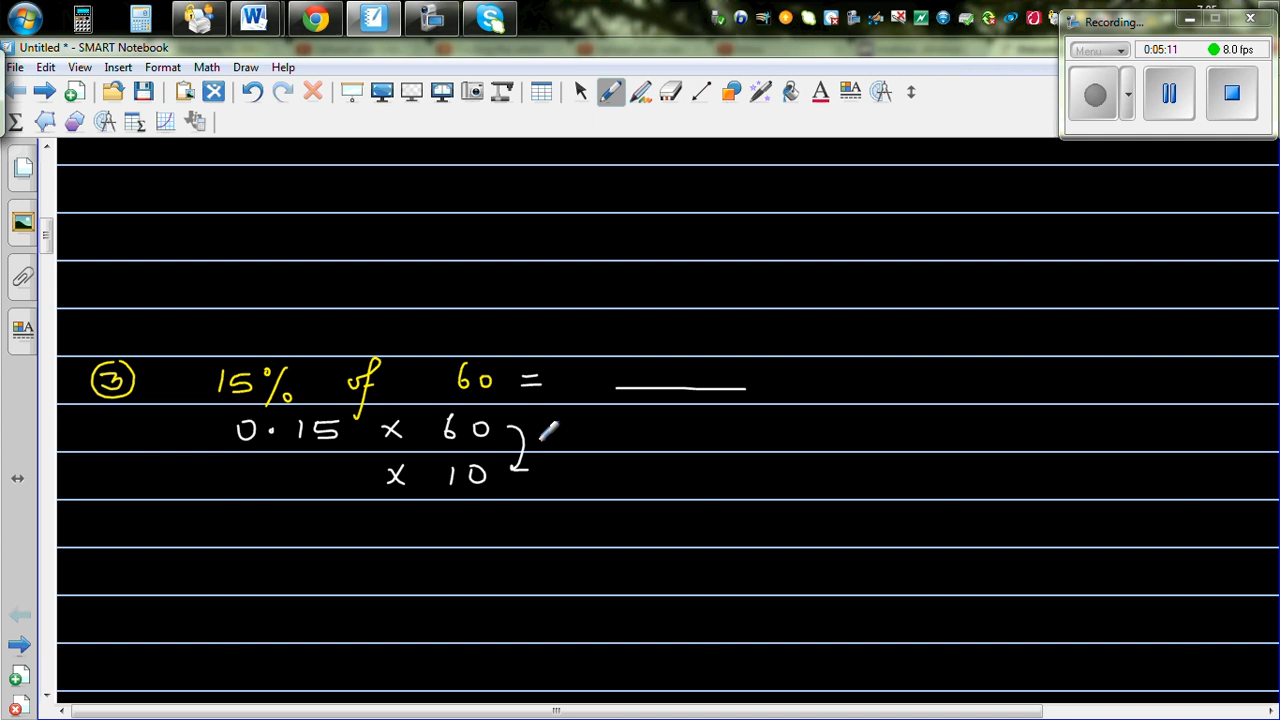 Recording...
Untitled * - SMART Notebook
Menu
0:05:11
8.0 fps
File Edit View Insert Format Math Draw Help
3 15% of 60 = ______
0.15 x 60
x 10